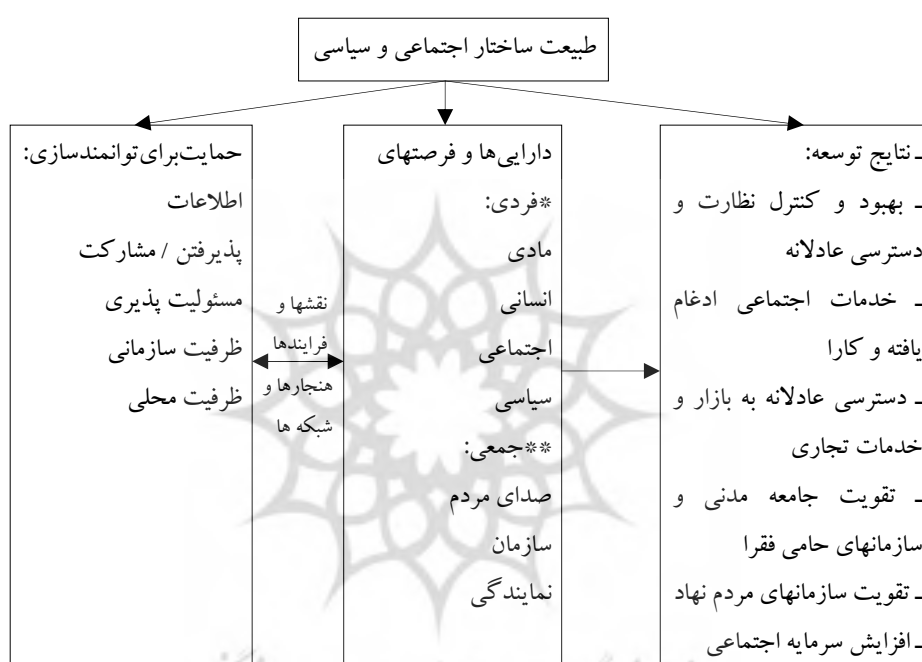 طبیعت ساختار اجتماعی و سیاسی
ـ نتایج توسعه:
ـ بهبود و کنترل نظارت و
دسترسی عادلانه
ـ خدمات اجتماعی ادغام
یافته و کارا
ـ دسترسی عادلانه به بازار و
خدمات تجاری
ـ تقویت جامعه مدنی و
سازمانهای حامی فقرا
ـ تقویت سازمانهای مردم نهاد
ـ افزایش سرمایه اجتماعی
دارایی‌ها و فرصتهای
*فردی:
مادی
انسانی
اجتماعی
سیاسی
**جمعی:
صدای مردم
سازمان
نمایندگی
نقشها و
فرایندها
هنجارها و
شبکه ها
حمایت‌برای‌توانمندسازی:
اطلاعات
پذیرفتن / مشارکت
مسئولیت پذیری
ظرفیت سازمانی
ظرفیت محلی